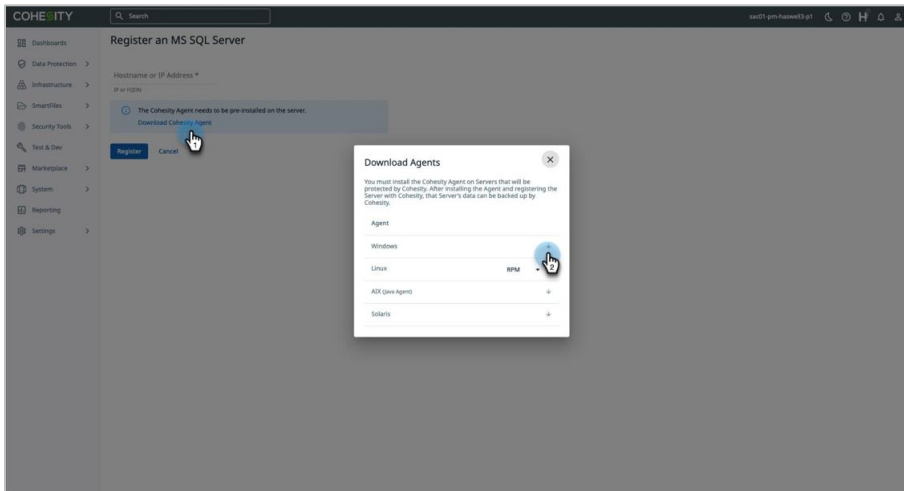 COHESITY
Search
sac01-pm-haswell3-p1
Dashboards
Data Protection
Infrastructure
SmartFiles
Security Tools
Test & Dev
Marketplace
System
Reporting
Settings
Register an MS SQL Server
Hostname or IP Address *
IP or FQDN
The Cohesity Agent needs to be pre-installed on the server.
Download Cohesity Agent
1
Register Cancel
Download Agents
You must install the Cohesity Agent on Servers that will be
protected by Cohesity. After installing the Agent and registering the
Server with Cohesity, that Server's data can be backed up by
Cohesity.
Agent
Windows
2
Linux RPM
AIX (Java Agent)
Solaris